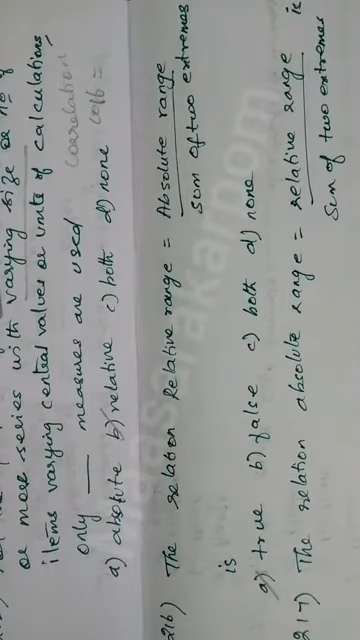 or more series with varying size or no of
items varying central values or units of calculations,
only ___ measures are used
Coorelation
a) absolute b) relative c) both d) none
216) The relation Relative range = Absolute range
sum of two extremes
is
a) true b) false c) both d) none
217) The relation absolute range = relative range is
Sum of two extremes